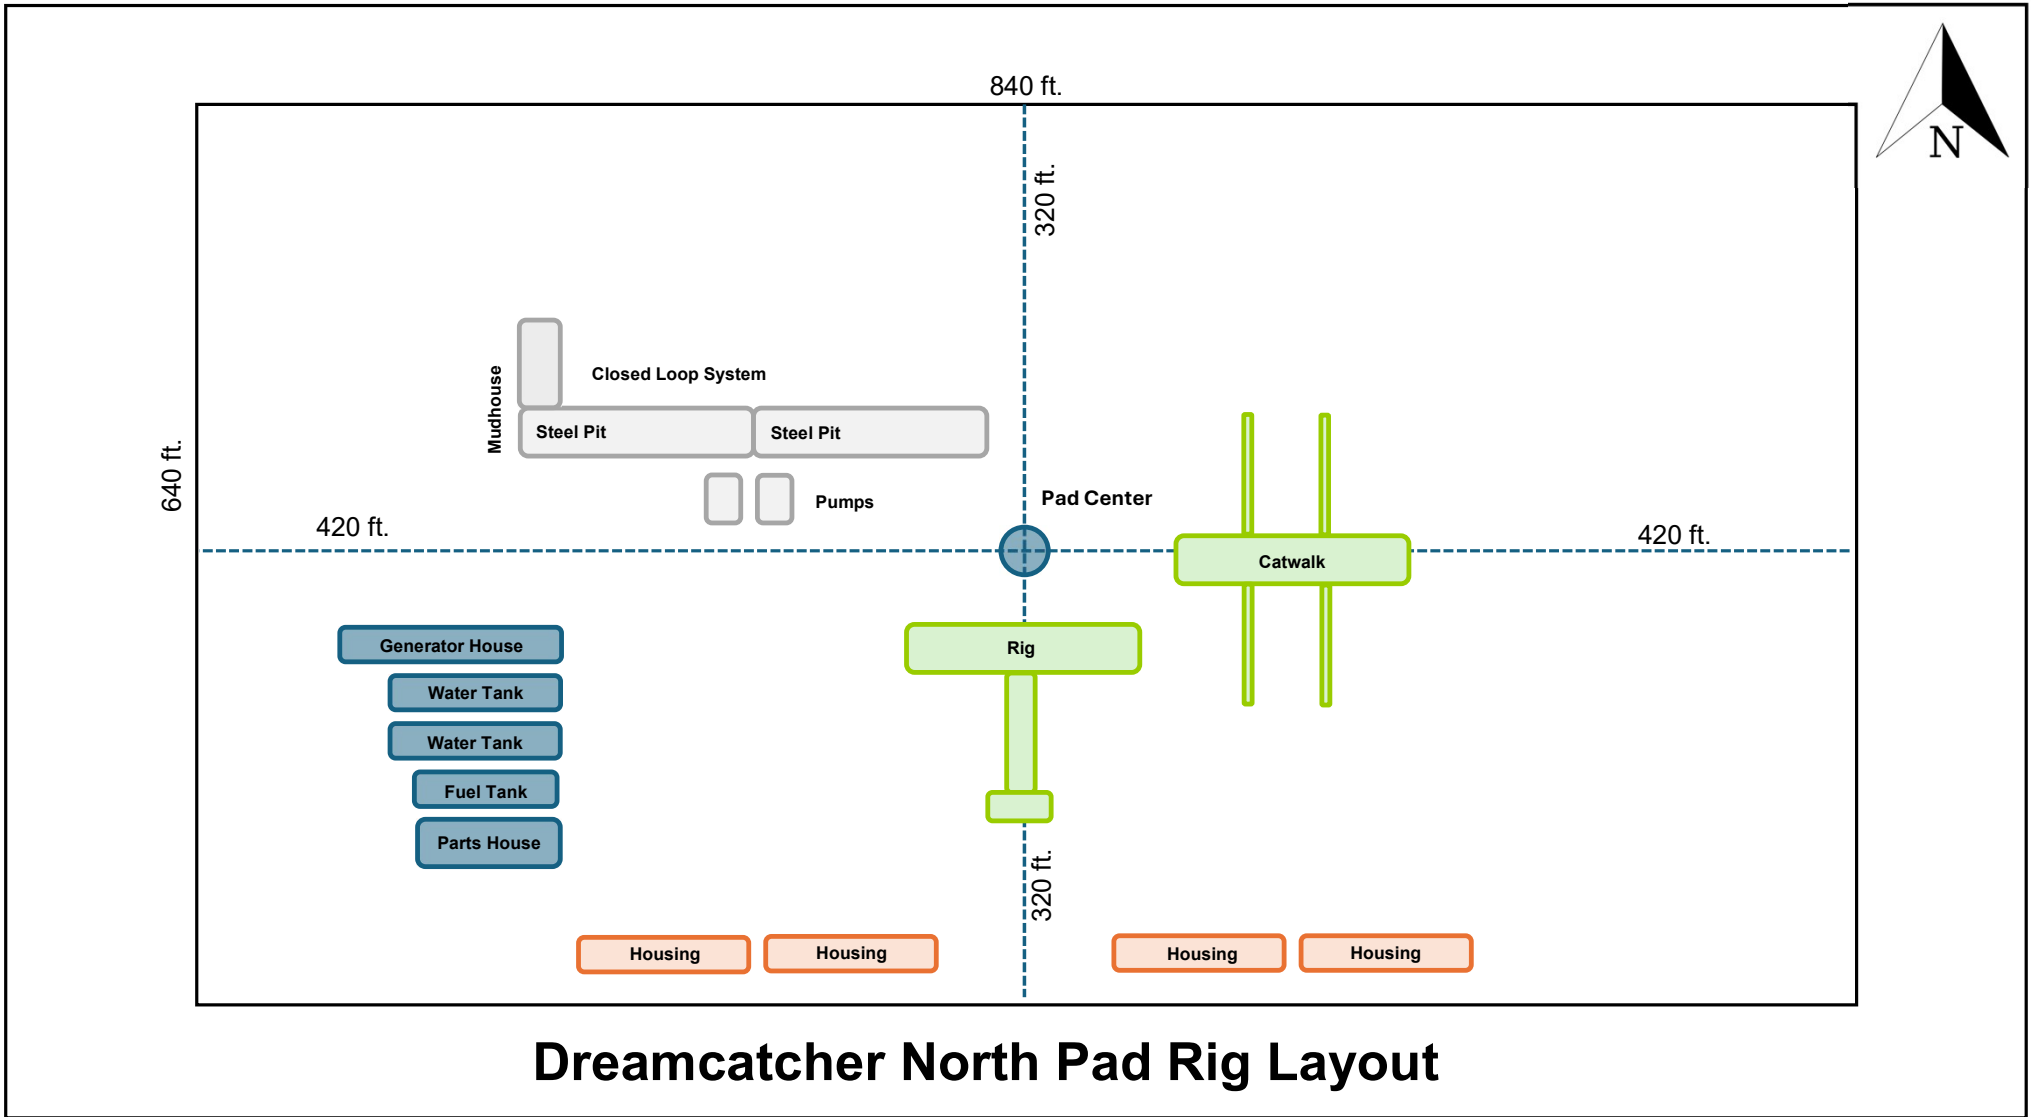 840 ft.
N
320 ft.
Mudhouse
Closed Loop System
Steel Pit
Steel Pit
640 ft.
Pumps
Pad Center
420 ft.
420 ft.
Catwalk
Generator House
Rig
Water Tank
Water Tank
Fuel Tank
Parts House
320 ft.
Housing
Housing
Housing
Housing
Dreamcatcher North Pad Rig Layout